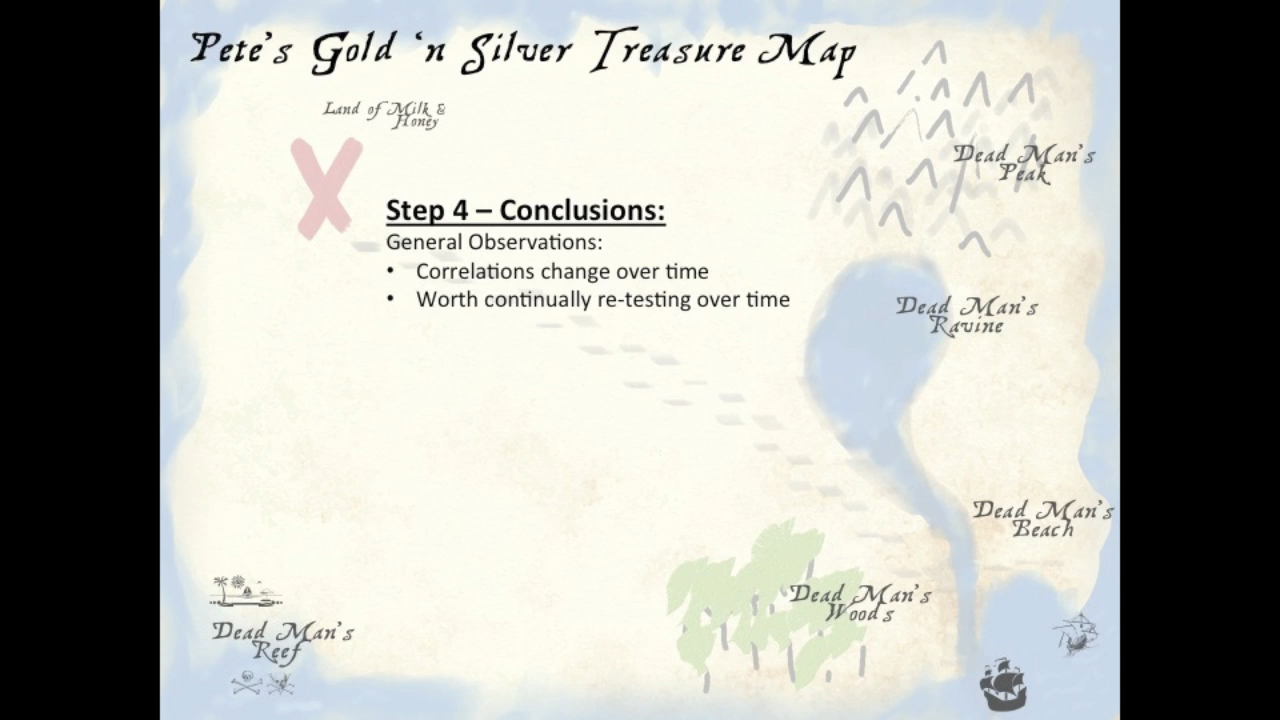 Pete's Gold 'n Silver Treasure Map
Land of Milk &
Honey
Dead Man's
Peak
Step 4 – Conclusions:
General Observations:
• Correlations change over time
• Worth continually re-testing over time
Dead Man's
Ravine
Dead Man's
Beach
Dead Man's
Woods
Dead Man's
Reef